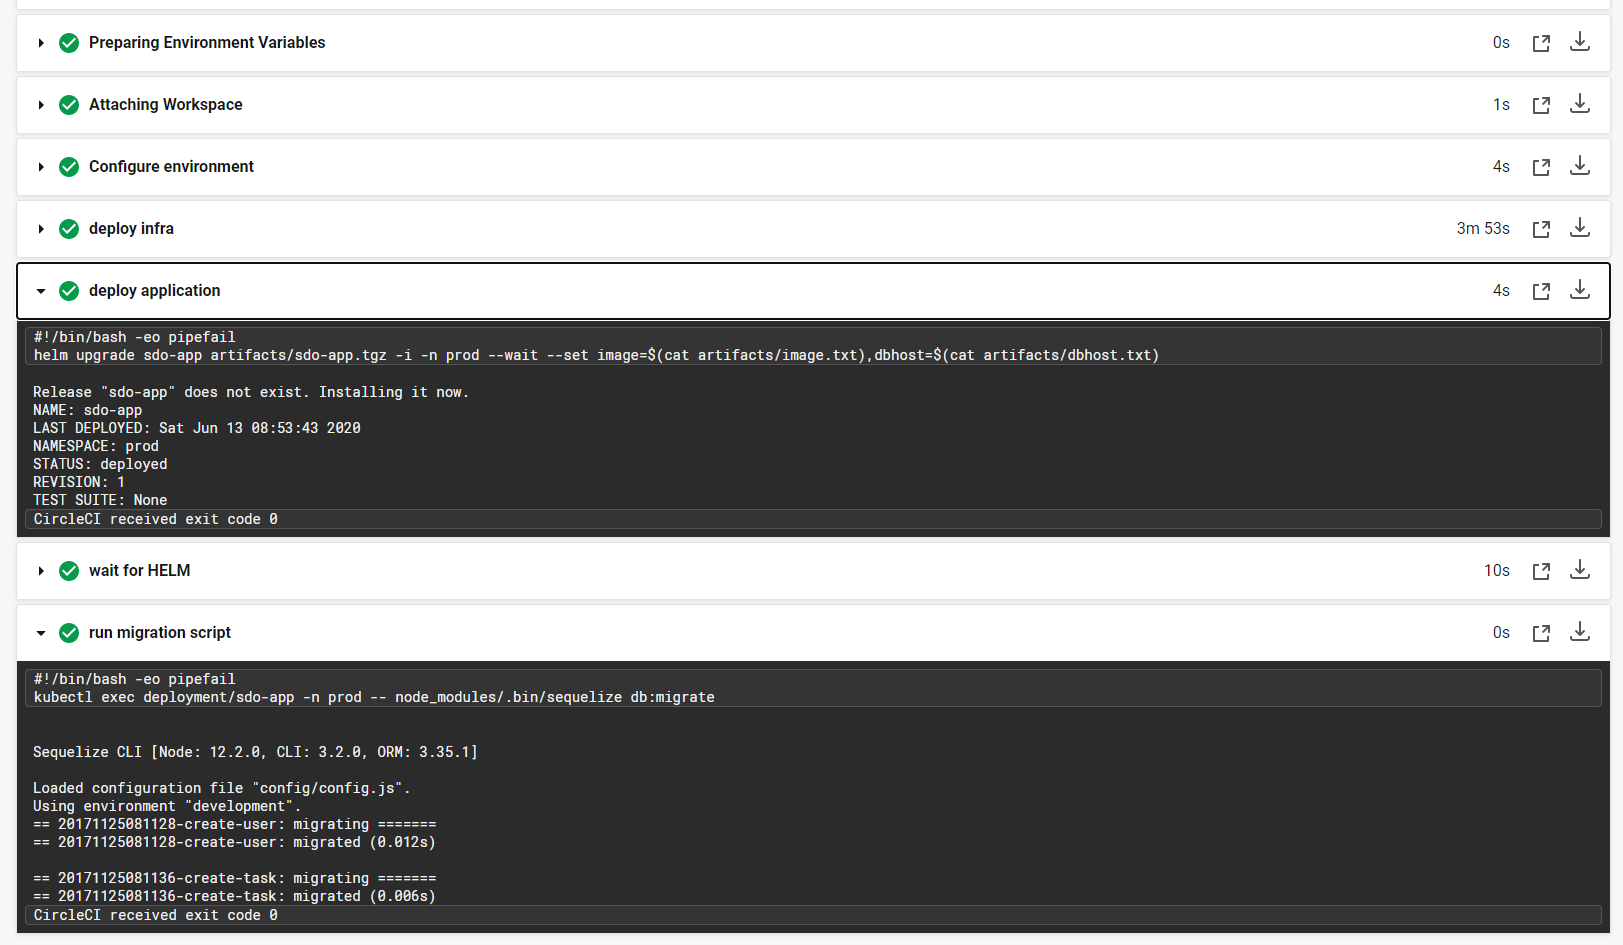 Preparing Environment Variables 0s
Attaching Workspace 1s
Configure environment 4s
deploy infra 3m 53s
deploy application 4s
#!/bin/bash -eo pipefail
helm upgrade sdo-app artifacts/sdo-app.tgz -i -n prod --wait --set image=$(cat artifacts/image.txt),dbhost=$(cat artifacts/dbhost.txt)
Release "sdo-app" does not exist. Installing it now.
NAME: sdo-app
LAST DEPLOYED: Sat Jun 13 08:53:43 2020
NAMESPACE: prod
STATUS: deployed
REVISION: 1
TEST SUITE: None
CircleCI received exit code 0
wait for HELM 10s
run migration script 0s
#!/bin/bash -eo pipefail
kubectl exec deployment/sdo-app -n prod -- node_modules/.bin/sequelize db:migrate
Sequelize CLI [Node: 12.2.0, CLI: 3.2.0, ORM: 3.35.1]
Loaded configuration file "config/config.js".
Using environment "development".
== 20171125081128-create-user: migrating =======
== 20171125081128-create-user: migrated (0.012s)
== 20171125081136-create-task: migrating =======
== 20171125081136-create-task: migrated (0.006s)
CircleCI received exit code 0